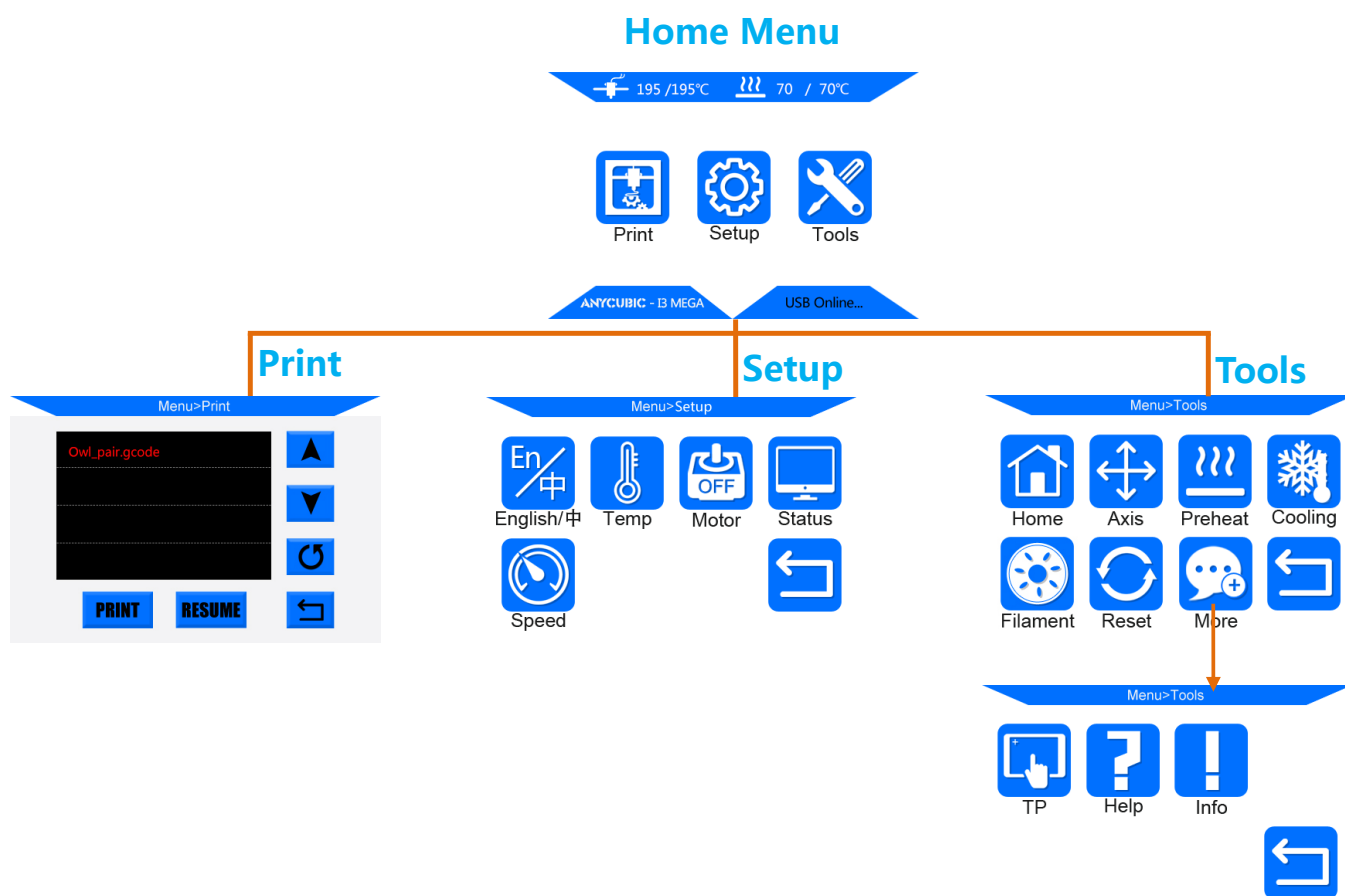 Home Menu
195 /195℃ 70 / 70℃
Print Setup Tools
ANYCUBIC - I3 MEGA USB Online...
Print
Menu>Print
Owl_pair.gcode
PRINT RESUME
Setup
Menu>Setup
En/中
OFF
English/中 Temp Motor Status
Speed
Tools
Menu>Tools
Home Axis Preheat Cooling
Filament Reset More
Menu>Tools
TP Help Info